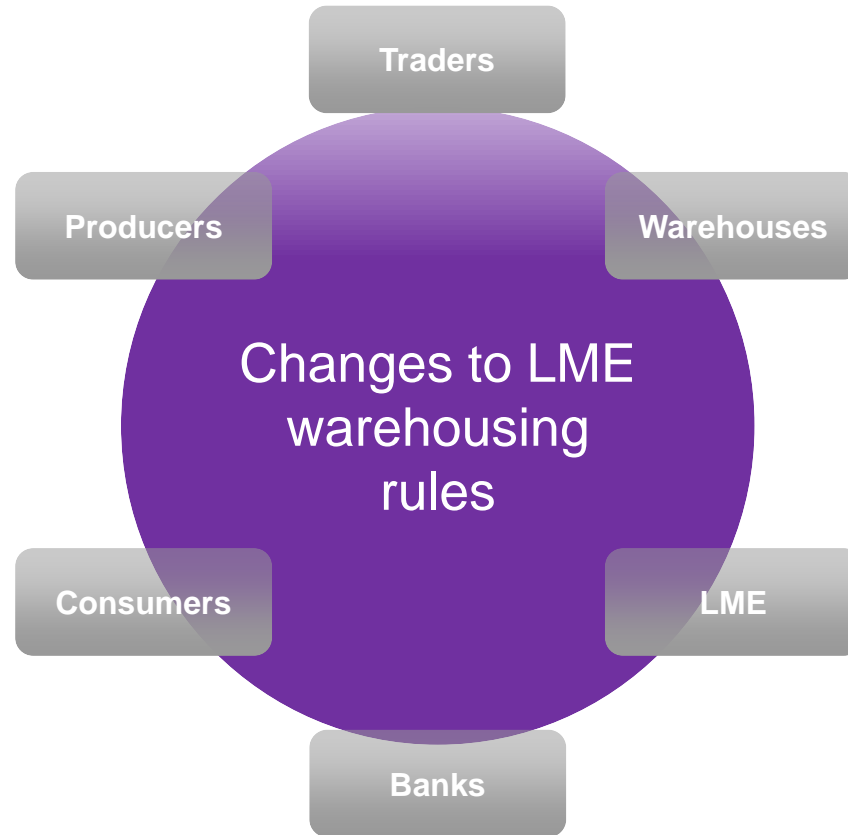 Traders
Producers
Warehouses
Changes to LME
warehousing
rules
Consumers
LME
Banks